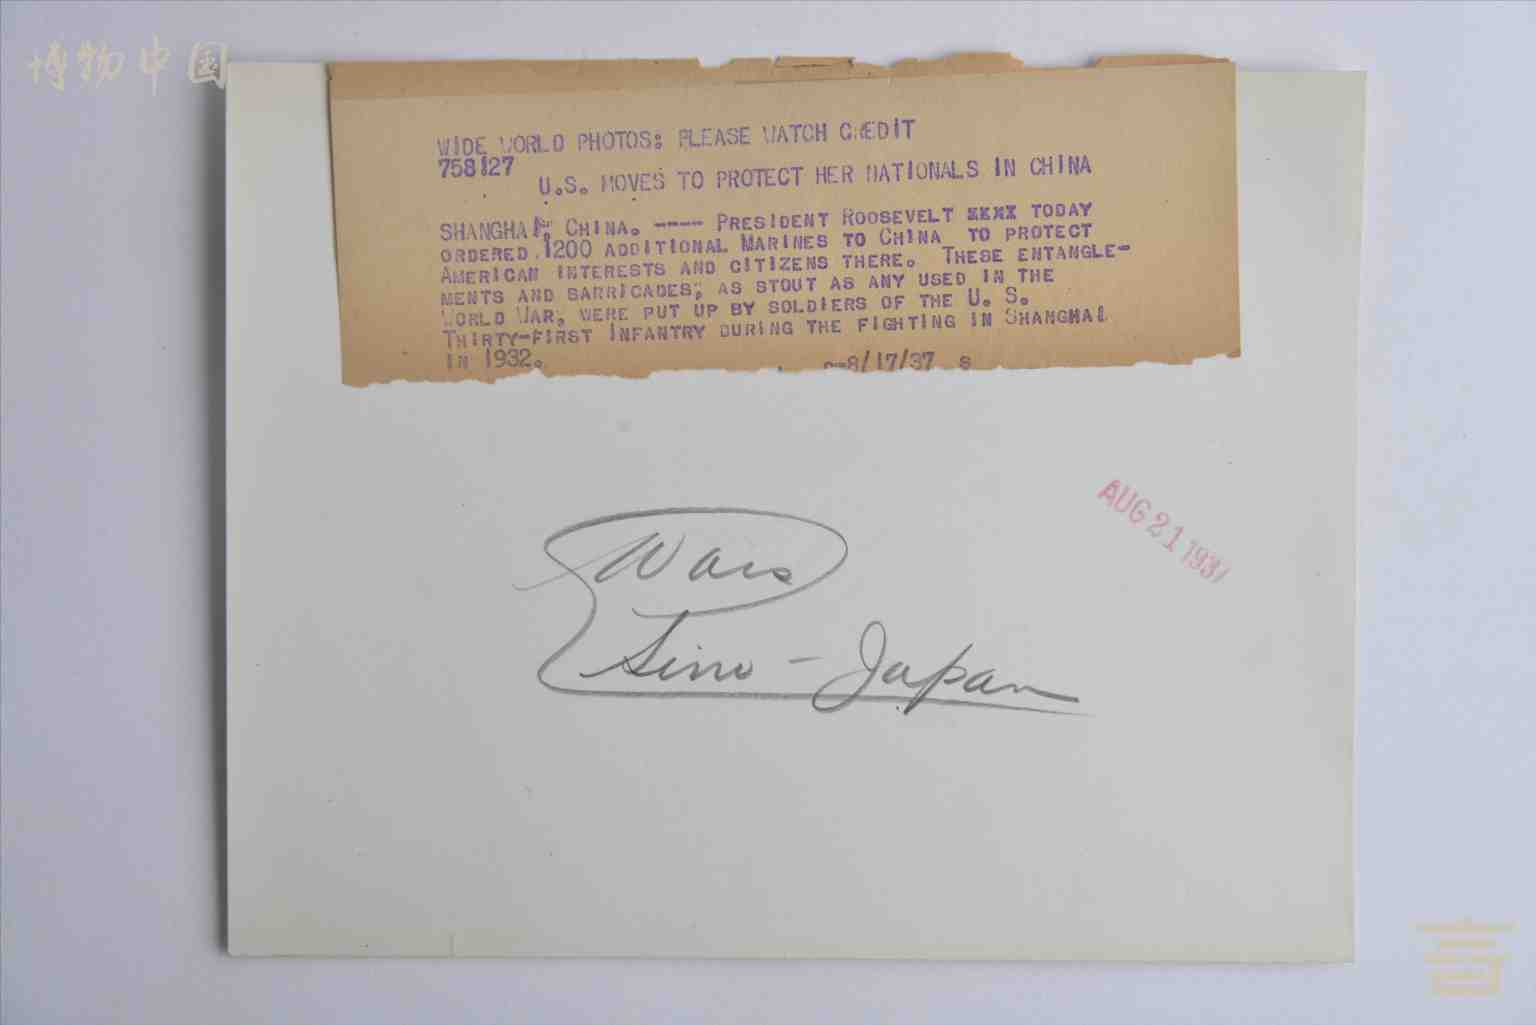 博物中国
WIDE WORLD PHOTOS: PLEASE WATCH CREDIT
758127
U.S. MOVES TO PROTECT HER NATIONALS IN CHINA
SHANGHAI, CHINA. ---- PRESIDENT ROOSEVELT XXXX TODAY
ORDERED 1200 ADDITIONAL MARINES TO CHINA TO PROTECT
AMERICAN INTERESTS AND CITIZENS THERE. THESE ENTANGLE-
MENTS AND BARRICADES, AS STOUT AS ANY USED IN THE
WORLD WAR, WERE PUT UP BY SOLDIERS OF THE U. S.
THIRTY-FIRST INFANTRY DURING THE FIGHTING IN SHANGHAI
IN 1932.
8/17/37 S
AUG 21 1937
Wars
Sino-Japan